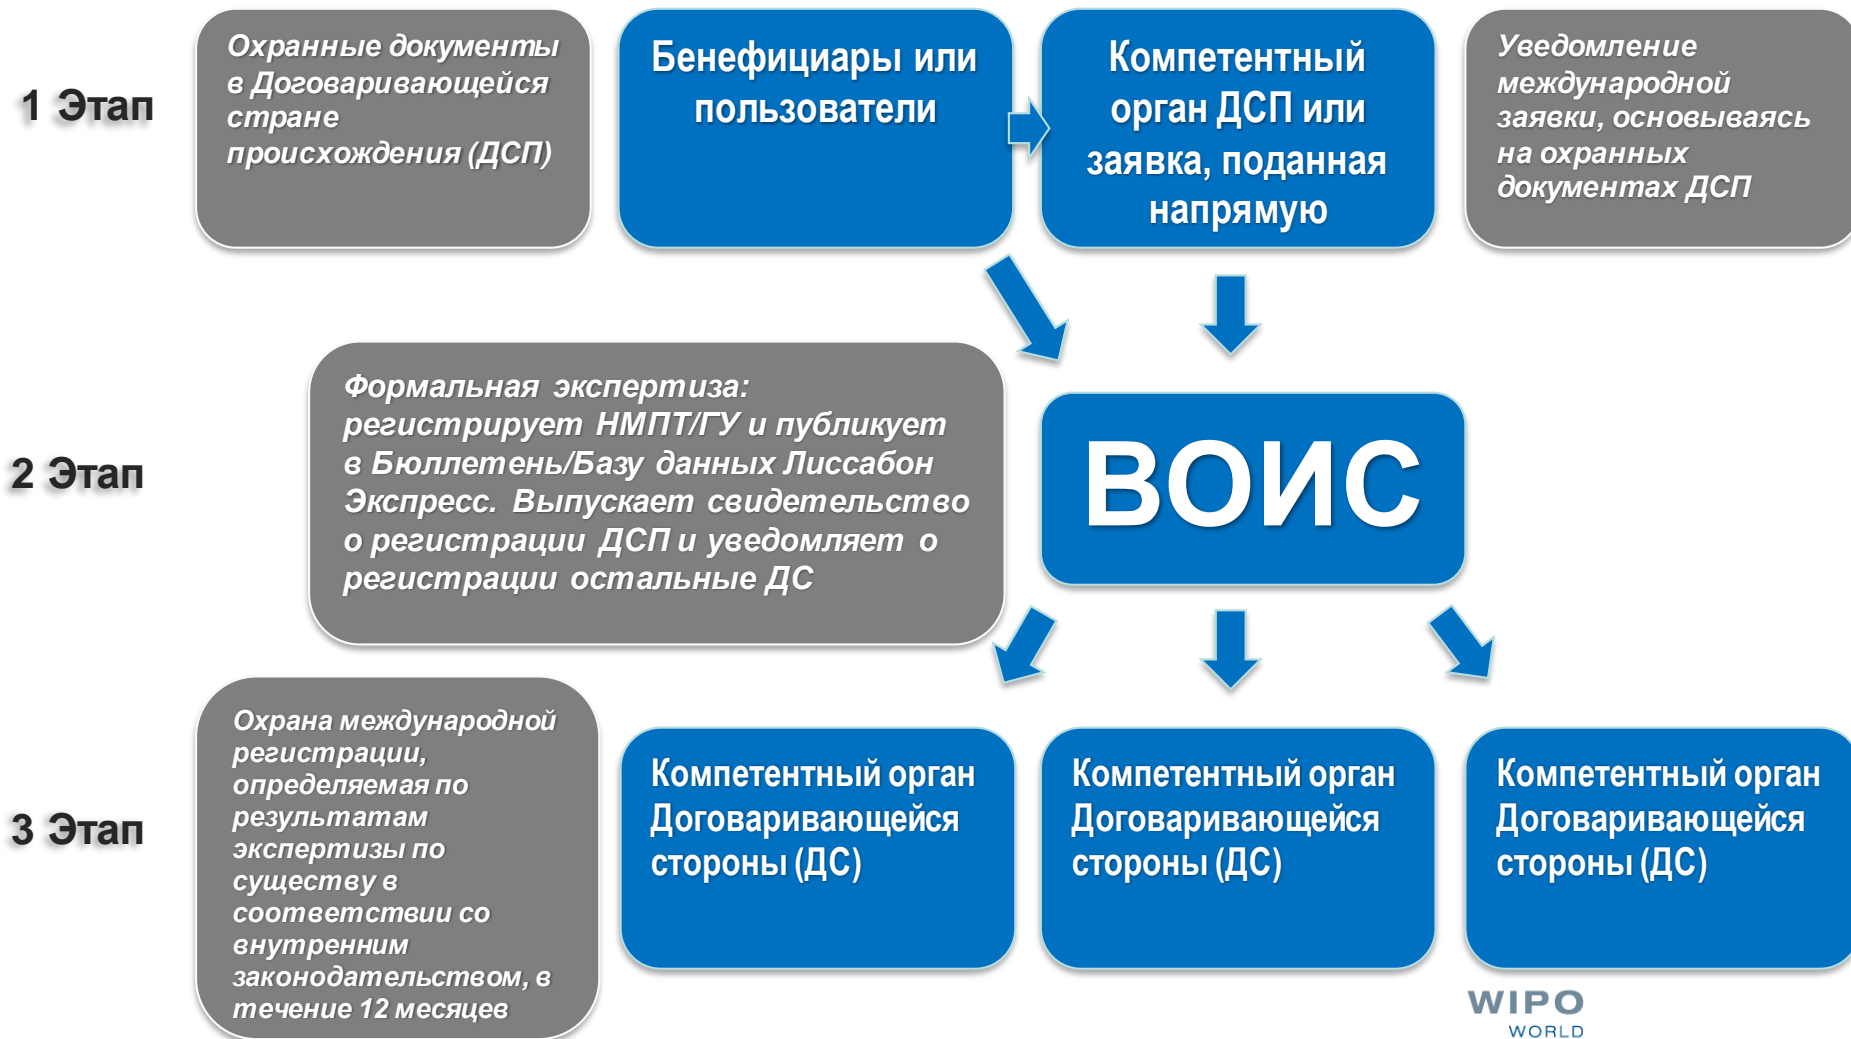 1 Этап
Охранные документы
в Договаривающейся
стране
происхождения (ДСП)
Бенефициары или
пользователи
Компетентный
орган ДСП или
заявка, поданная
напрямую
Уведомление
международной
заявки, основываясь
на охранных
документах ДСП
2 Этап
Формальная экспертиза:
регистрирует НМПТ/ГУ и публикует
в Бюллетень/Базу данных Лиссабон
Экспресс. Выпускает свидетельство
о регистрации ДСП и уведомляет о
регистрации остальные ДС
ВОИС
3 Этап
Охрана международной
регистрации,
определяемая по
результатам
экспертизы по
существу в
соответствии со
внутренним
законодательством, в
течение 12 месяцев
Компетентный орган
Договаривающейся
стороны (ДС)
Компетентный орган
Договаривающейся
стороны (ДС)
Компетентный орган
Договаривающейся
стороны (ДС)
WIPO
WORLD